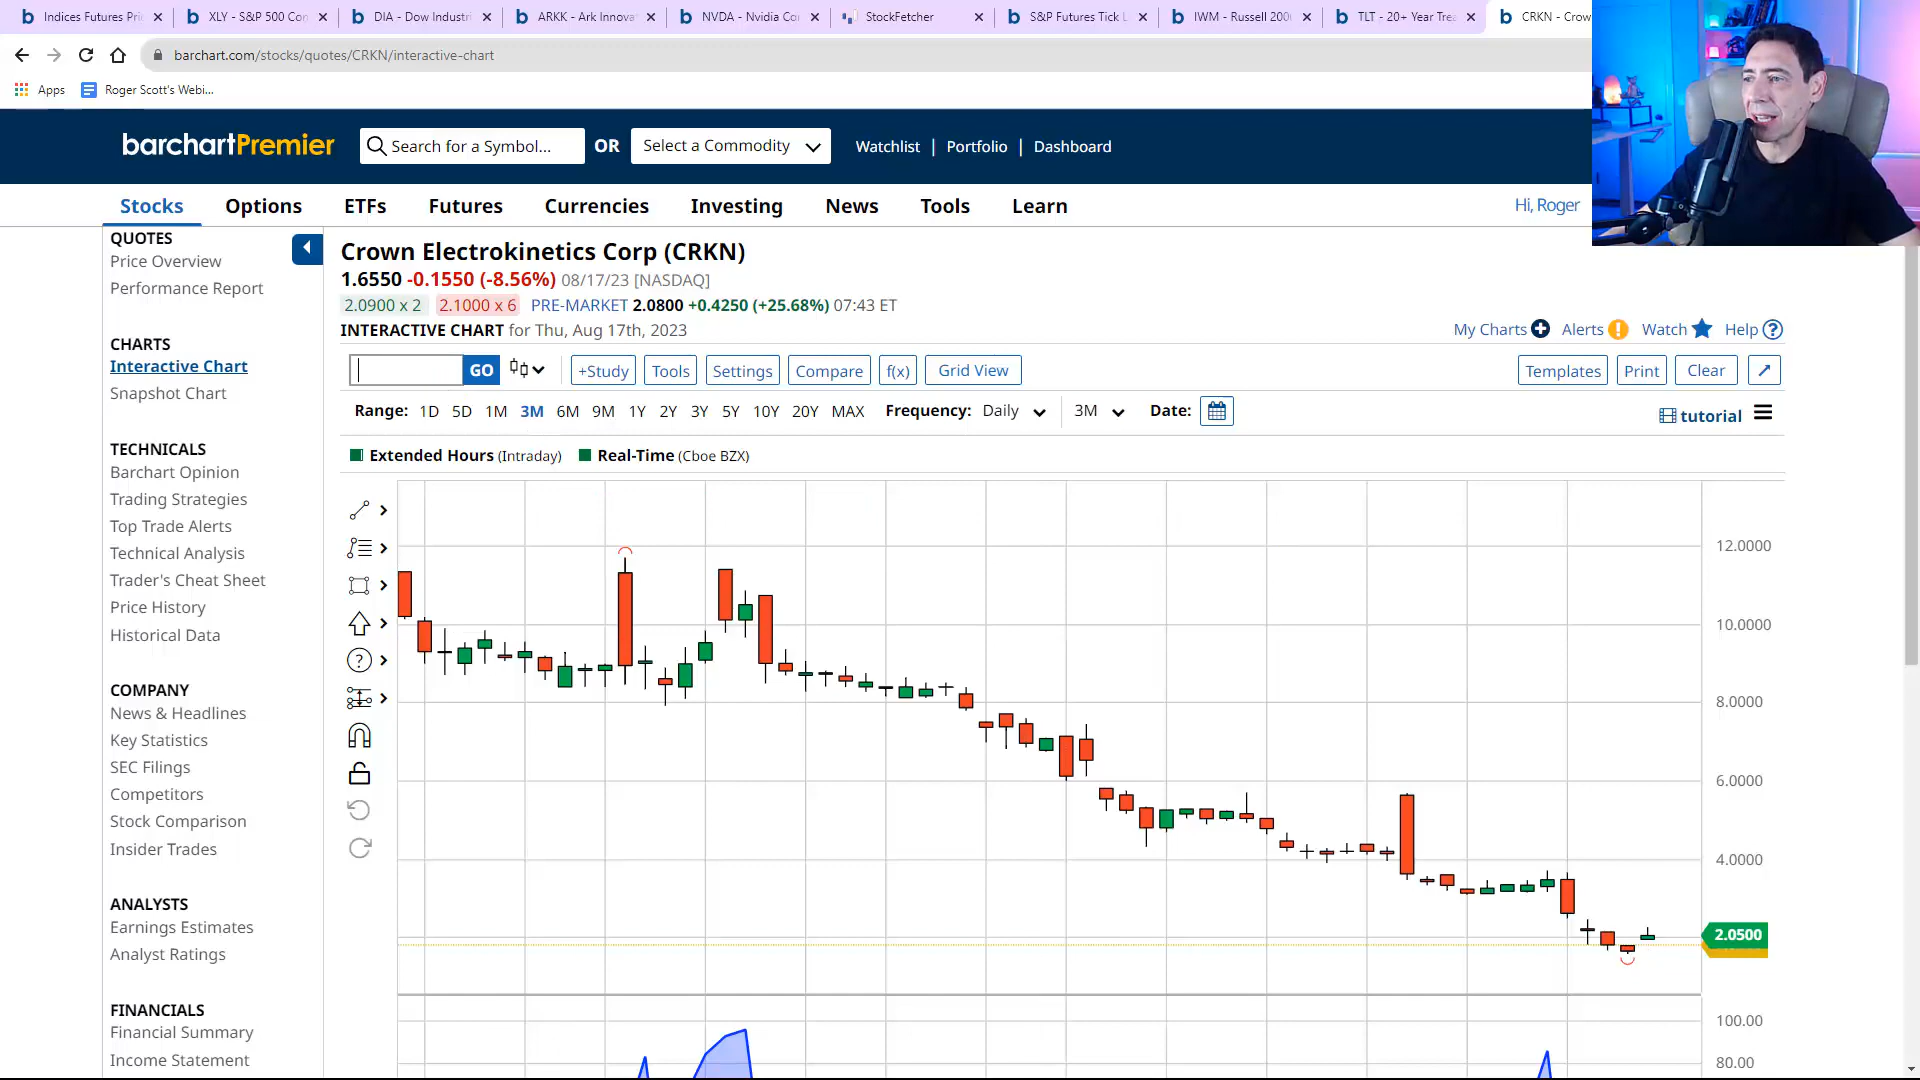 Indices Futures Pri
XLY - S&P 500 Con
DIA - Dow Industri
ARKK - Ark Innova
NVDA - Nvidia Co
StockFetcher
S&P Futures Tick L
IWM - Russell 200
TLT - 20+ Year Trea
CRKN - Crow
barchart.com/stocks/quotes/CRKN/interactive-chart
Apps
Roger Scott's Webi...
barchartPremier
Search for a Symbol...
OR
Select a Commodity
Watchlist | Portfolio | Dashboard
Stocks Options ETFs Futures Currencies Investing News Tools Learn
Hi, Roger
QUOTES
Price Overview
Performance Report
CHARTS
Interactive Chart
Snapshot Chart
TECHNICALS
Barchart Opinion
Trading Strategies
Top Trade Alerts
Technical Analysis
Trader's Cheat Sheet
Price History
Historical Data
COMPANY
News & Headlines
Key Statistics
SEC Filings
Competitors
Stock Comparison
Insider Trades
ANALYSTS
Earnings Estimates
Analyst Ratings
FINANCIALS
Financial Summary
Income Statement
Crown Electrokinetics Corp (CRKN)
1.6550 -0.1550 (-8.56%) 08/17/23 [NASDAQ]
2.0900 x 2 2.1000 x 6 PRE-MARKET 2.0800 +0.4250 (+25.68%) 07:43 ET
INTERACTIVE CHART for Thu, Aug 17th, 2023
My Charts Alerts Watch Help
GO +Study Tools Settings Compare f(x) Grid View Templates Print Clear
Range: 1D 5D 1M 3M 6M 9M 1Y 2Y 3Y 5Y 10Y 20Y MAX Frequency: Daily 3M Date:
tutorial
Extended Hours (Intraday) Real-Time (Cboe BZX)
12.0000
10.0000
8.0000
6.0000
4.0000
2.0500
100.00
80.00